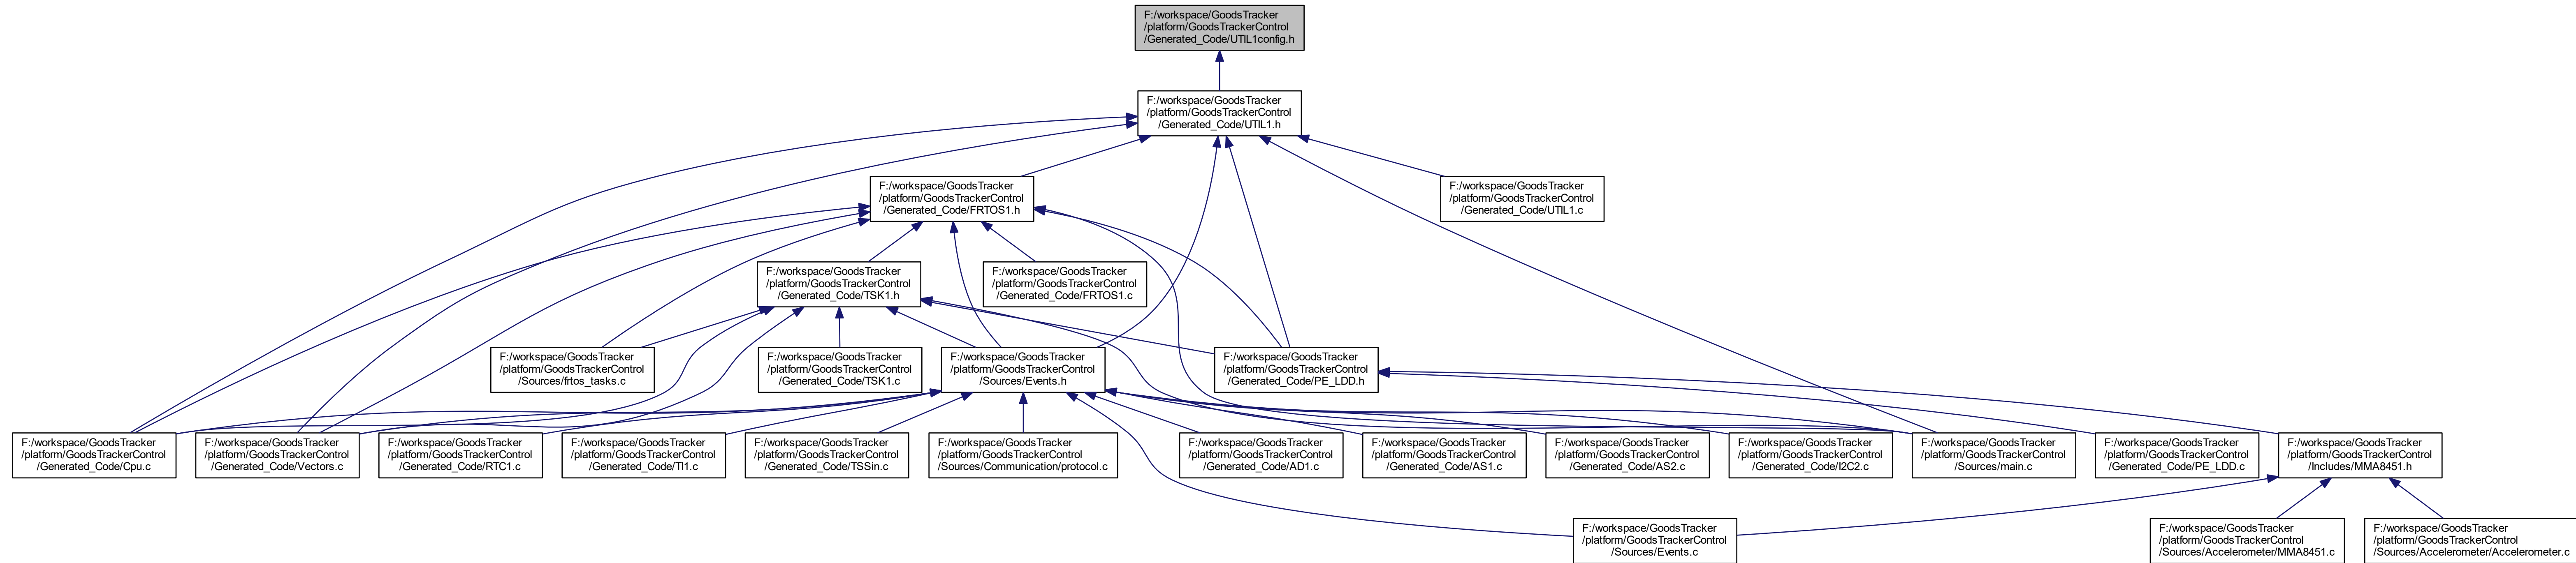 F:/workspace/GoodsTracker
/platform/GoodsTrackerControl
/Generated_Code/UTIL1config.h
F:/workspace/GoodsTracker
/platform/GoodsTrackerControl
/Generated_Code/UTIL1.h
F:/workspace/GoodsTracker
/platform/GoodsTrackerControl
/Generated_Code/FRTOS1.h
F:/workspace/GoodsTracker
/platform/GoodsTrackerControl
/Generated_Code/UTIL1.c
F:/workspace/GoodsTracker
/platform/GoodsTrackerControl
/Generated_Code/TSK1.h
F:/workspace/GoodsTracker
/platform/GoodsTrackerControl
/Generated_Code/FRTOS1.c
F:/workspace/GoodsTracker
/platform/GoodsTrackerControl
/Sources/frtos_tasks.c
F:/workspace/GoodsTracker
/platform/GoodsTrackerControl
/Generated_Code/TSK1.c
F:/workspace/GoodsTracker
/platform/GoodsTrackerControl
/Sources/Events.h
F:/workspace/GoodsTracker
/platform/GoodsTrackerControl
/Generated_Code/PE_LDD.h
F:/workspace/GoodsTracker
/platform/GoodsTrackerControl
/Generated_Code/Cpu.c
F:/workspace/GoodsTracker
/platform/GoodsTrackerControl
/Generated_Code/Vectors.c
F:/workspace/GoodsTracker
/platform/GoodsTrackerControl
/Generated_Code/RTC1.c
F:/workspace/GoodsTracker
/platform/GoodsTrackerControl
/Generated_Code/TI1.c
F:/workspace/GoodsTracker
/platform/GoodsTrackerControl
/Generated_Code/TSSin.c
F:/workspace/GoodsTracker
/platform/GoodsTrackerControl
/Sources/Communication/protocol.c
F:/workspace/GoodsTracker
/platform/GoodsTrackerControl
/Generated_Code/AD1.c
F:/workspace/GoodsTracker
/platform/GoodsTrackerControl
/Generated_Code/AS1.c
F:/workspace/GoodsTracker
/platform/GoodsTrackerControl
/Generated_Code/AS2.c
F:/workspace/GoodsTracker
/platform/GoodsTrackerControl
/Generated_Code/I2C2.c
F:/workspace/GoodsTracker
/platform/GoodsTrackerControl
/Sources/main.c
F:/workspace/GoodsTracker
/platform/GoodsTrackerControl
/Generated_Code/PE_LDD.c
F:/workspace/GoodsTracker
/platform/GoodsTrackerControl
/Includes/MMA8451.h
F:/workspace/GoodsTracker
/platform/GoodsTrackerControl
/Sources/Events.c
F:/workspace/GoodsTracker
/platform/GoodsTrackerControl
/Sources/Accelerometer/MMA8451.c
F:/workspace/GoodsTracker
/platform/GoodsTrackerControl
/Sources/Accelerometer/Accelerometer.c